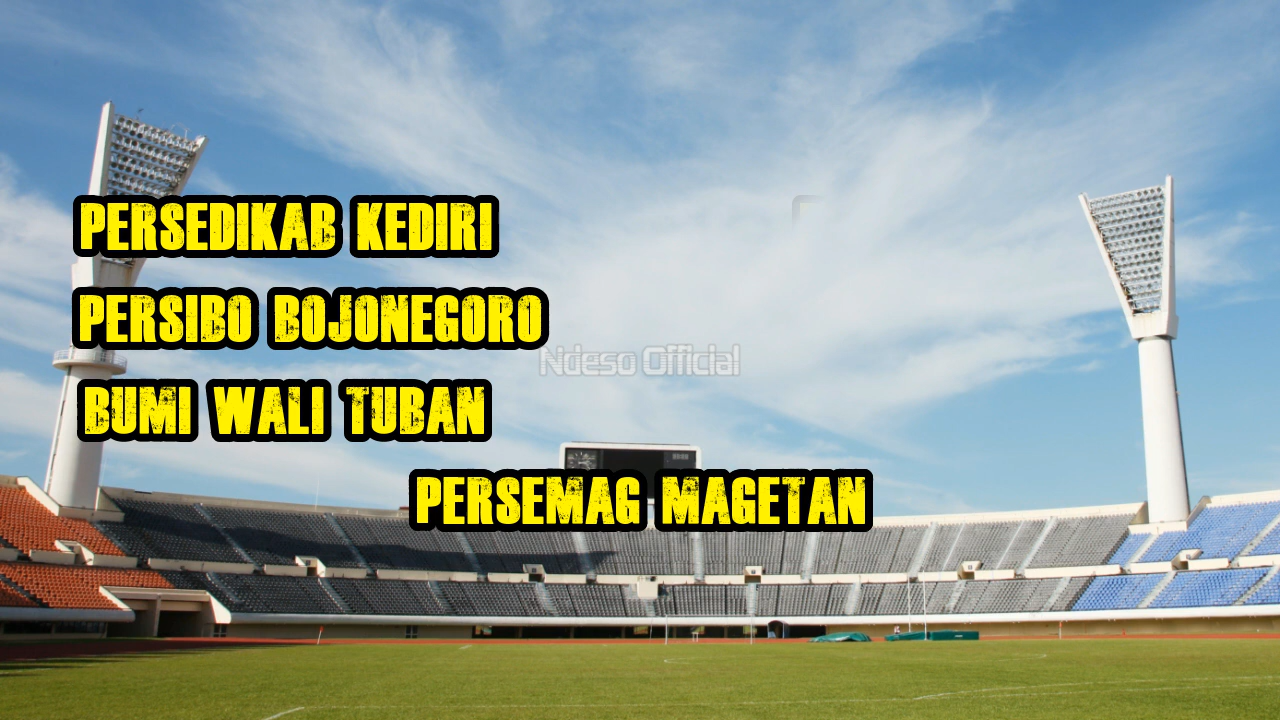 PERSEDIKAB KEDIRI
PERSIBO BOJONEGORO
Ndeso Official
BUMI WALI TUBAN
PERSEMAG MAGETAN